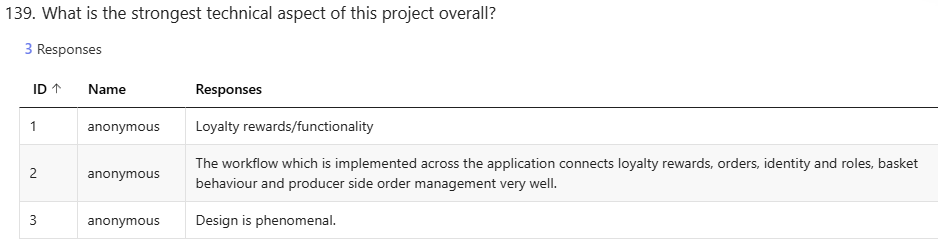 139. What is the strongest technical aspect of this project overall?
3 Responses
ID ↑ Name Responses
1 anonymous Loyalty rewards/functionality
2 anonymous The workflow which is implemented across the application connects loyalty rewards, orders, identity and roles, basket
behaviour and producer side order management very well.
3 anonymous Design is phenomenal.